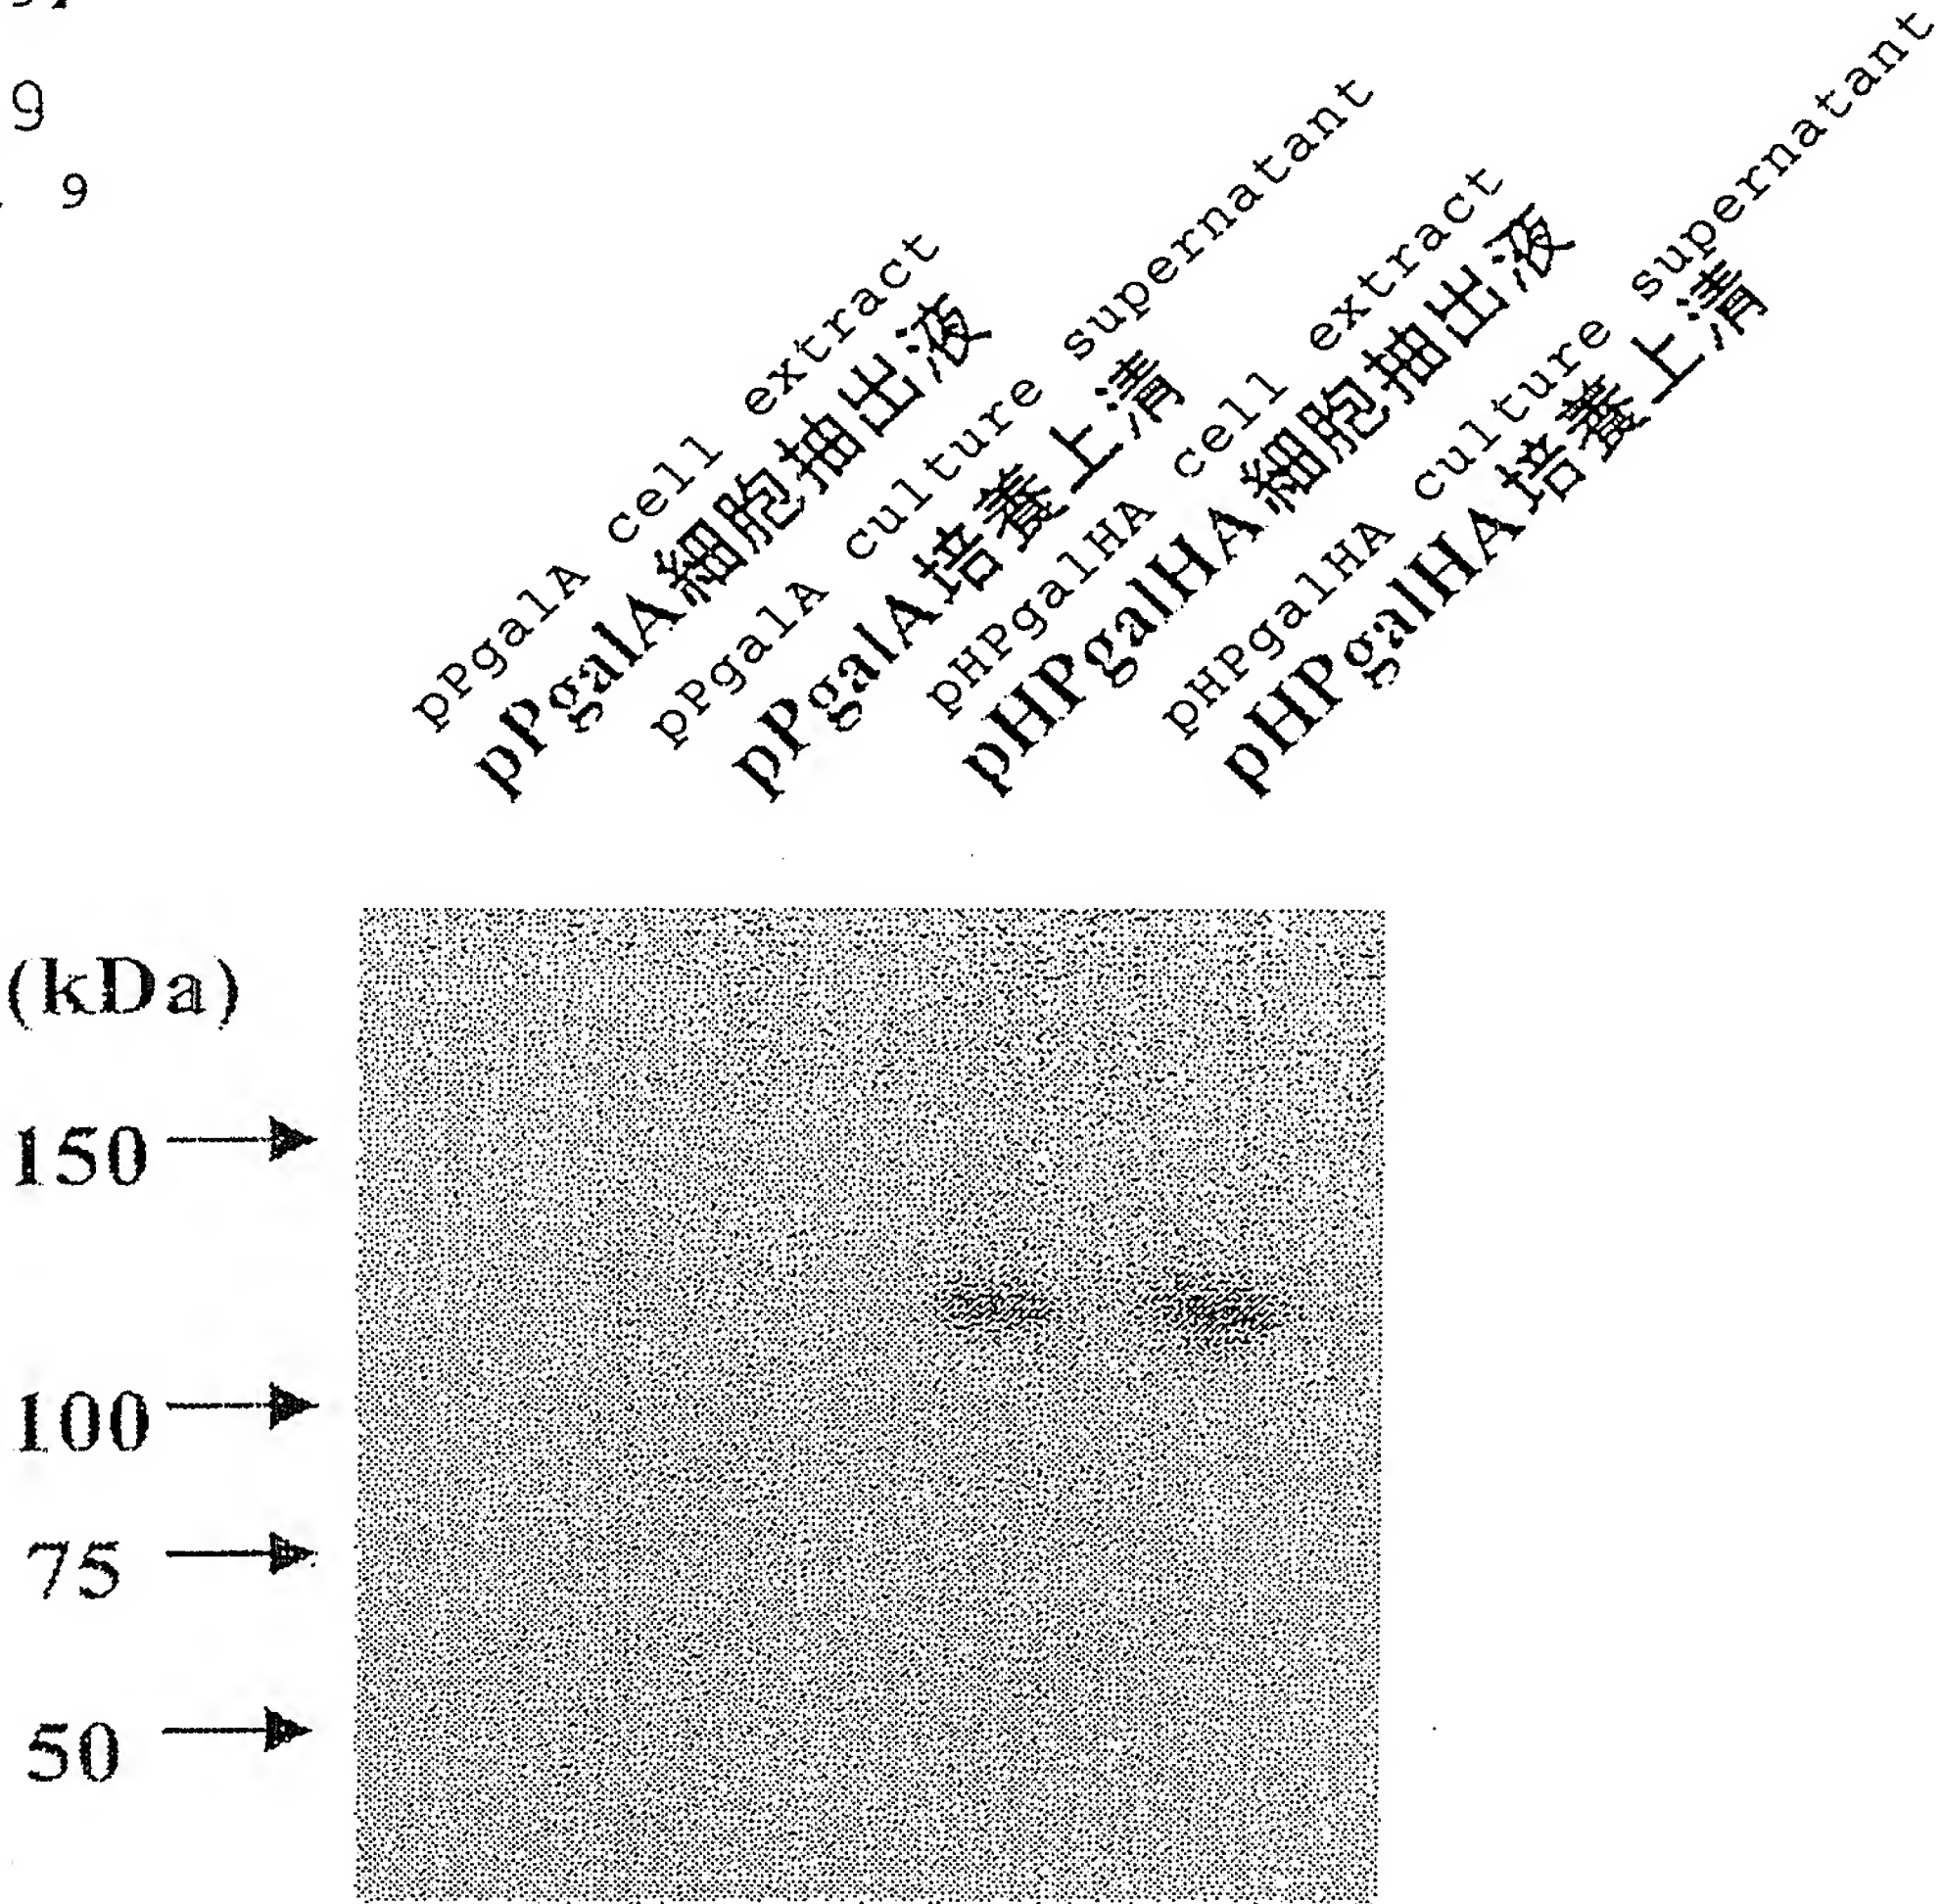 9
9
pPgalA cell extract
pPgalA細胞抽出液
pPgalA culture supernatant
pPgalA培養上清
pHPgalHA cell extract
pHPgalHA細胞抽出液
pHPgalHA culture supernatant
pHPgalHA培養上清
(kDa)
150
100
75
50